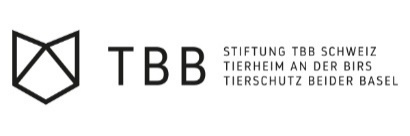 TBB
STIFTUNG TBB SCHWEIZ
TIERHEIM AN DER BIRS
TIERSCHUTZ BEIDER BASEL